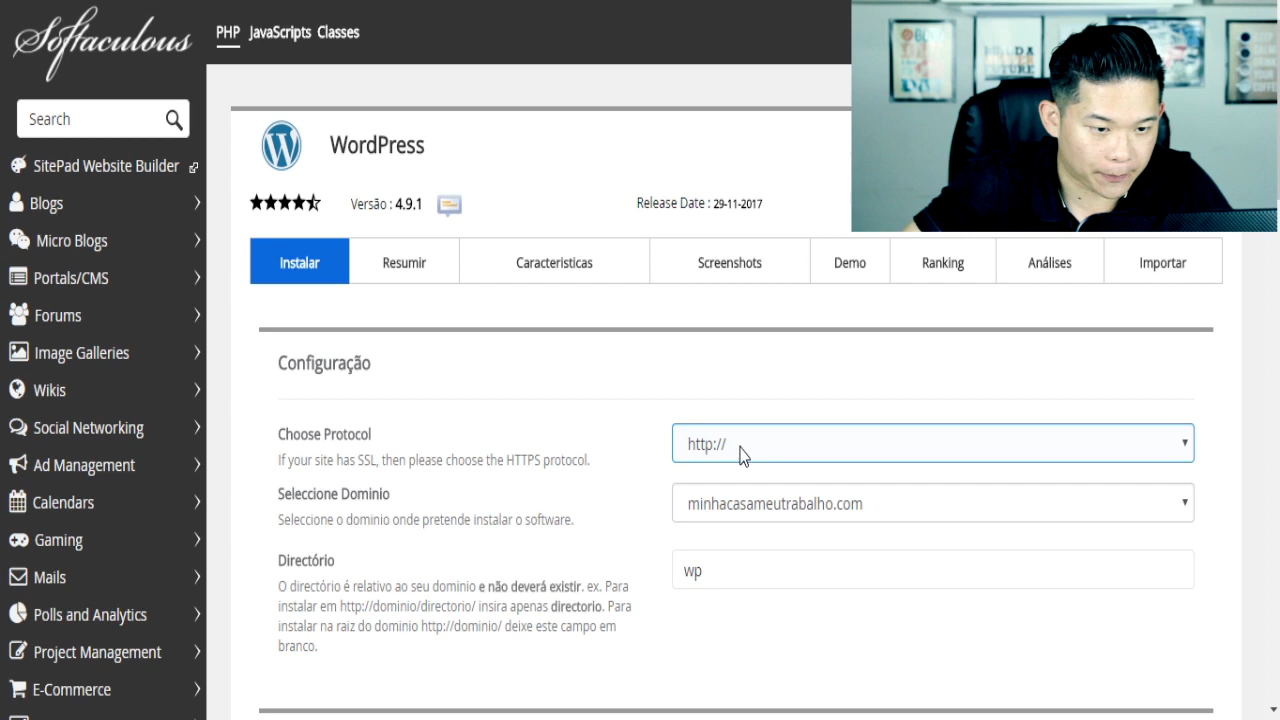 Softaculous
PHP JavaScripts Classes
Search
SitePad Website Builder
Blogs
Micro Blogs
Portals/CMS
Forums
Image Galleries
Wikis
Social Networking
Ad Management
Calendars
Gaming
Mails
Polls and Analytics
Project Management
E-Commerce
WordPress
Versão : 4.9.1
Release Date : 29-11-2017
Instalar
Resumir
Caracteristicas
Screenshots
Demo
Ranking
Análises
Importar
Configuração
Choose Protocol
If your site has SSL, then please choose the HTTPS protocol.
http://
Seleccione Dominio
Seleccione o dominio onde pretende instalar o software.
minhacasameutrabalho.com
Directório
O directório é relativo ao seu dominio e não deverá existir. ex. Para
instalar em http://dominio/directorio/ insira apenas directorio. Para
instalar na raiz do dominio http://dominio/ deixe este campo em
branco.
wp